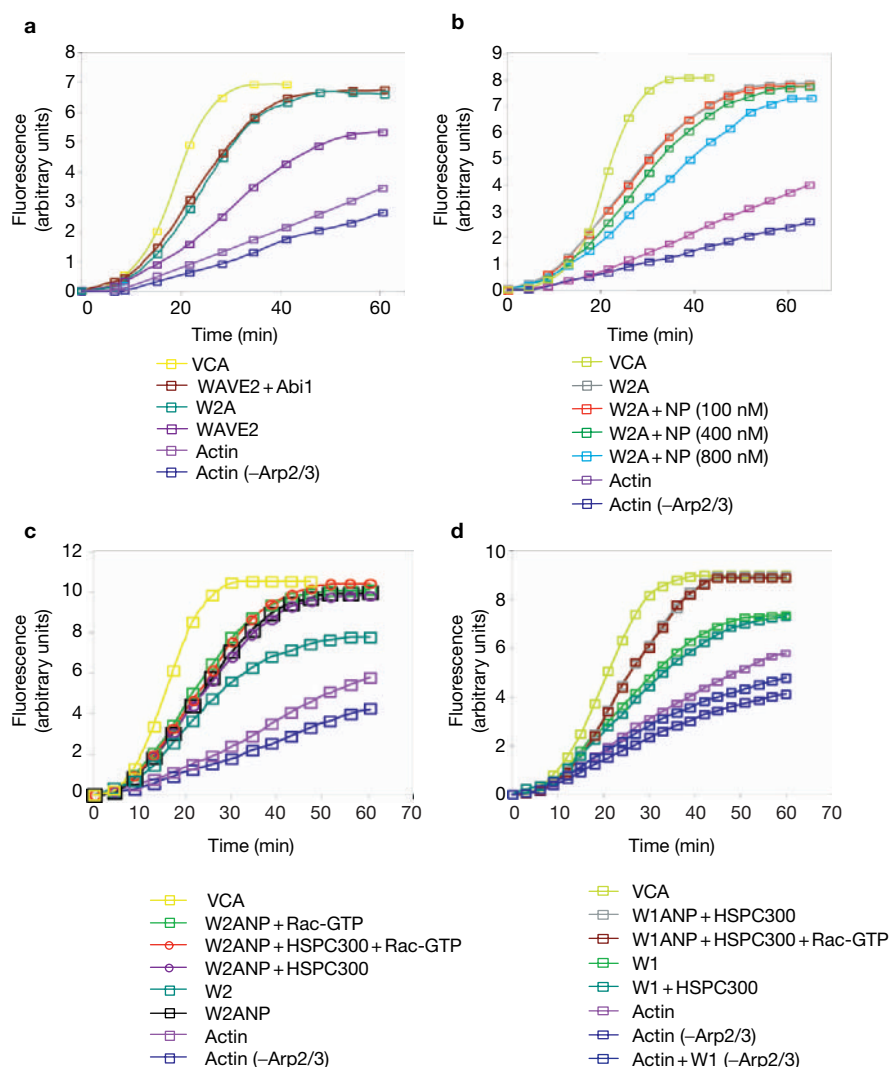 a
8
7
6
5
4
3
2
1
0
Fluorescence
(arbitrary units)
0
20
40
60
Time (min)
VCA
WAVE2 + Abi1
W2A
WAVE2
Actin
Actin (–Arp2/3)
b
9
8
7
6
5
4
3
2
1
0
Fluorescence
(arbitrary units)
0
20
40
60
Time (min)
VCA
W2A
W2A + NP (100 nM)
W2A + NP (400 nM)
W2A + NP (800 nM)
Actin
Actin (–Arp2/3)
c
12
10
8
6
4
2
0
Fluorescence
(arbitrary units)
0
10
20
30
40
50
60
70
Time (min)
VCA
W2ANP + Rac-GTP
W2ANP + HSPC300 + Rac-GTP
W2ANP + HSPC300
W2
W2ANP
Actin
Actin (–Arp2/3)
d
10
8
6
4
2
0
Fluorescence
(arbitrary units)
0
10
20
30
40
50
60
70
Time (min)
VCA
W1ANP + HSPC300
W1ANP + HSPC300 + Rac-GTP
W1
W1 + HSPC300
Actin
Actin (–Arp2/3)
Actin + W1 (–Arp2/3)